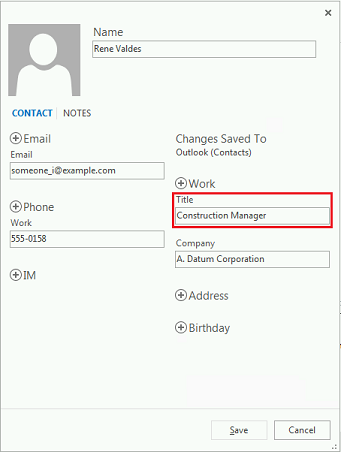 Name
Rene Valdes
CONTACT | NOTES
Email
Email
someone_i@example.com
Phone
Work
555-0158
IM
Changes Saved To
Outlook (Contacts)
Work
Title
Construction Manager
Company
A. Datum Corporation
Address
Birthday
Save
Cancel